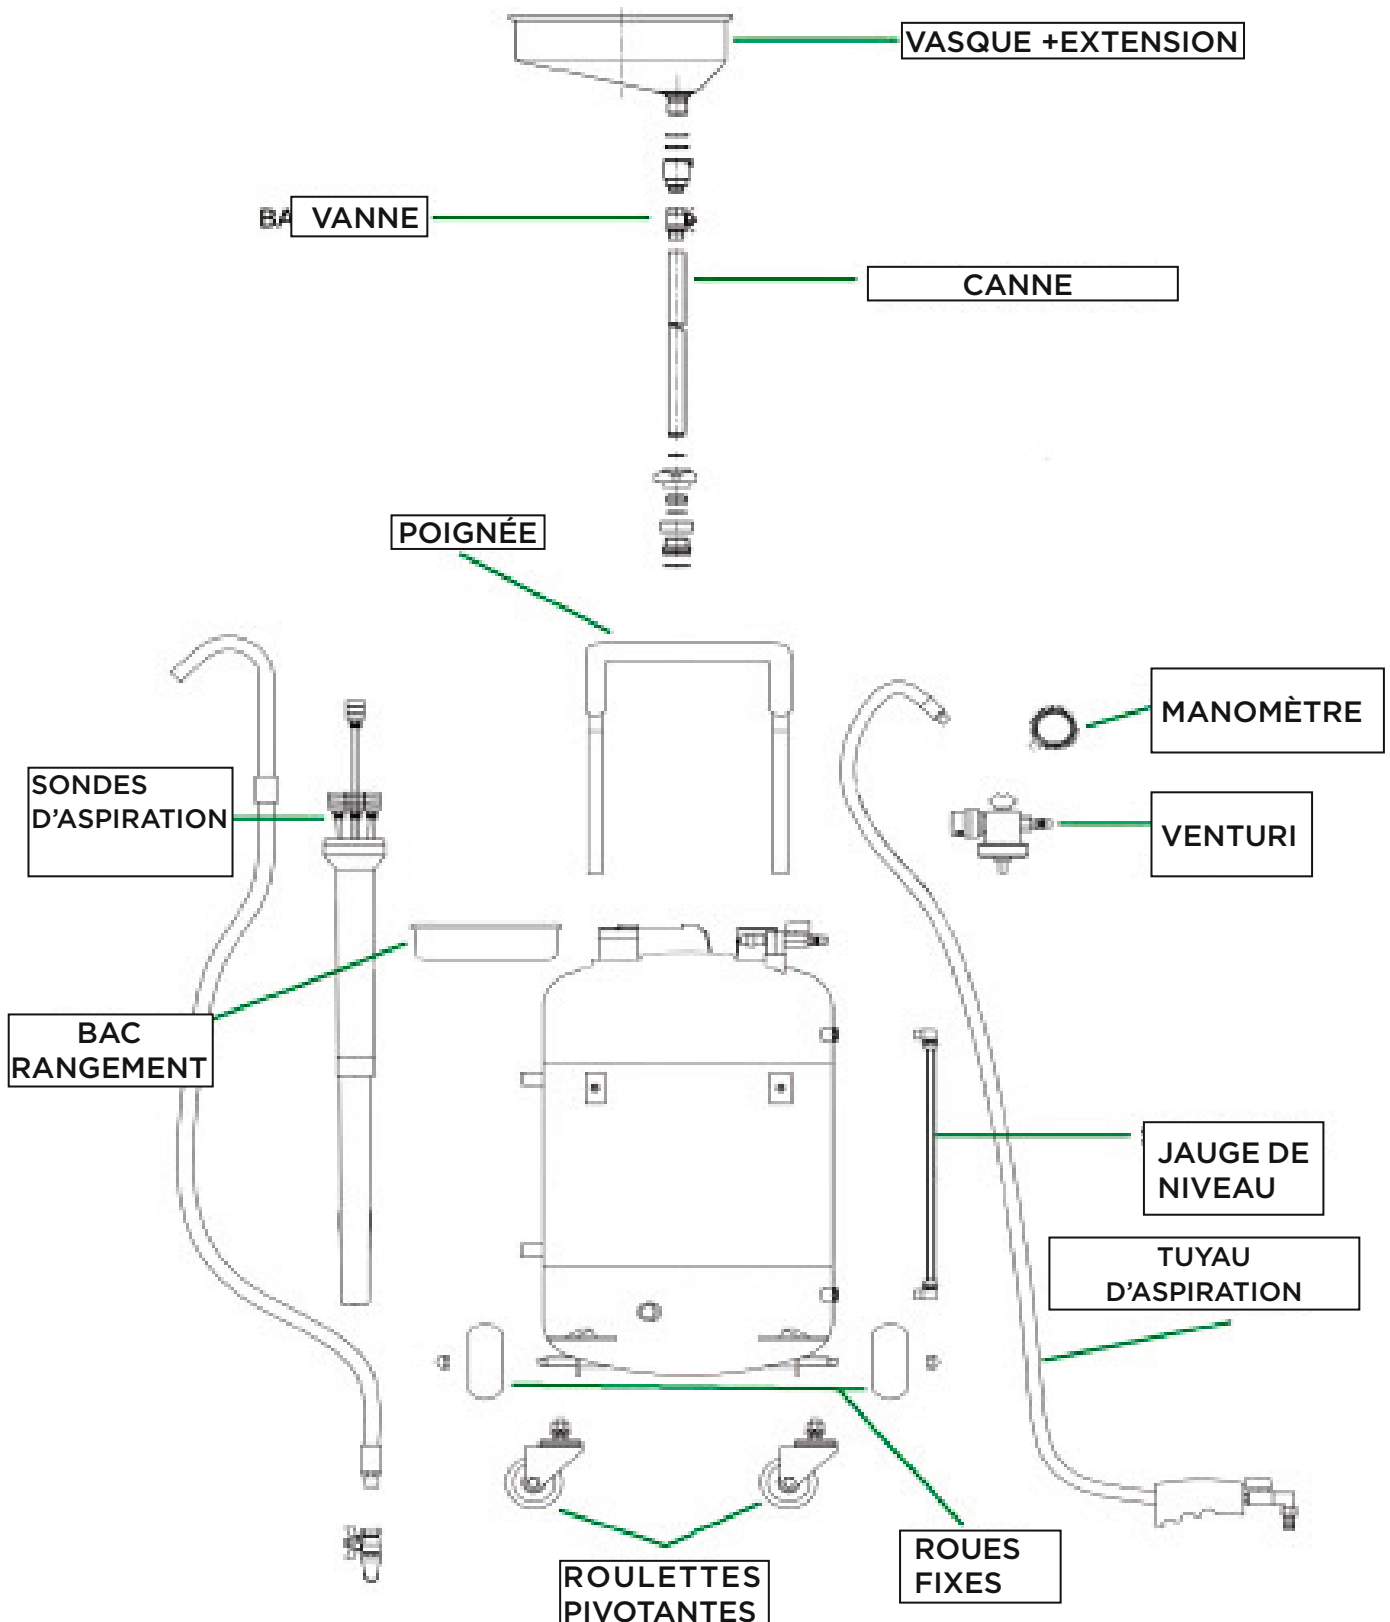 VASQUE +EXTENSION
BA VANNE
CANNE
POIGNÉE
MANOMÈTRE
SONDES
D'ASPIRATION
VENTURI
BAC
RANGEMENT
JAUGE DE
NIVEAU
TUYAU
D'ASPIRATION
ROUES
FIXES
ROULETTES
PIVOTANTES